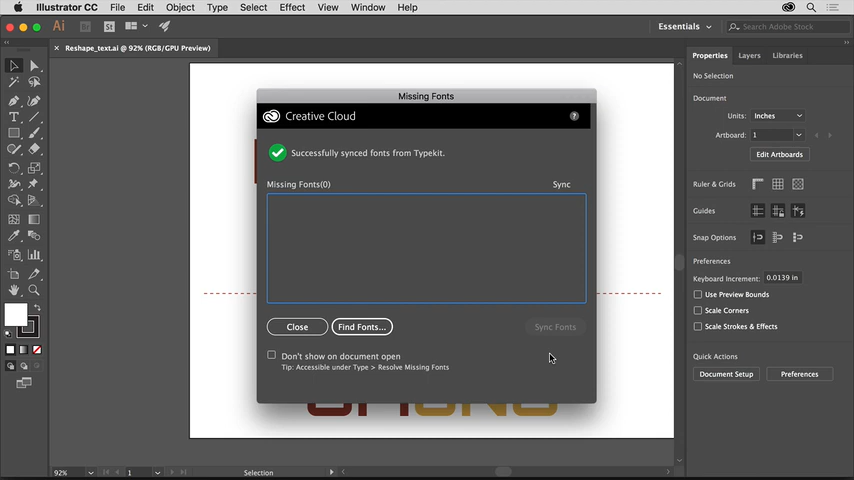 Illustrator CC File Edit Object Type Select Effect View Window Help
Ai Br St Essentials Search Adobe Stock
× Reshape_text.ai @ 92% (RGB/GPU Preview)
Missing Fonts
Creative Cloud ?
Successfully synced fonts from Typekit.
Missing Fonts(0) Sync
Close Find Fonts... Sync Fonts
Don't show on document open
Tip: Accessible under Type > Resolve Missing Fonts
92% 1 Selection
Properties Layers Libraries
No Selection
Document
Units: Inches
Artboard: 1
Edit Artboards
Ruler & Grids
Guides
Snap Options
Preferences
Keyboard Increment: 0.0139 in
Use Preview Bounds
Scale Corners
Scale Strokes & Effects
Quick Actions
Document Setup Preferences